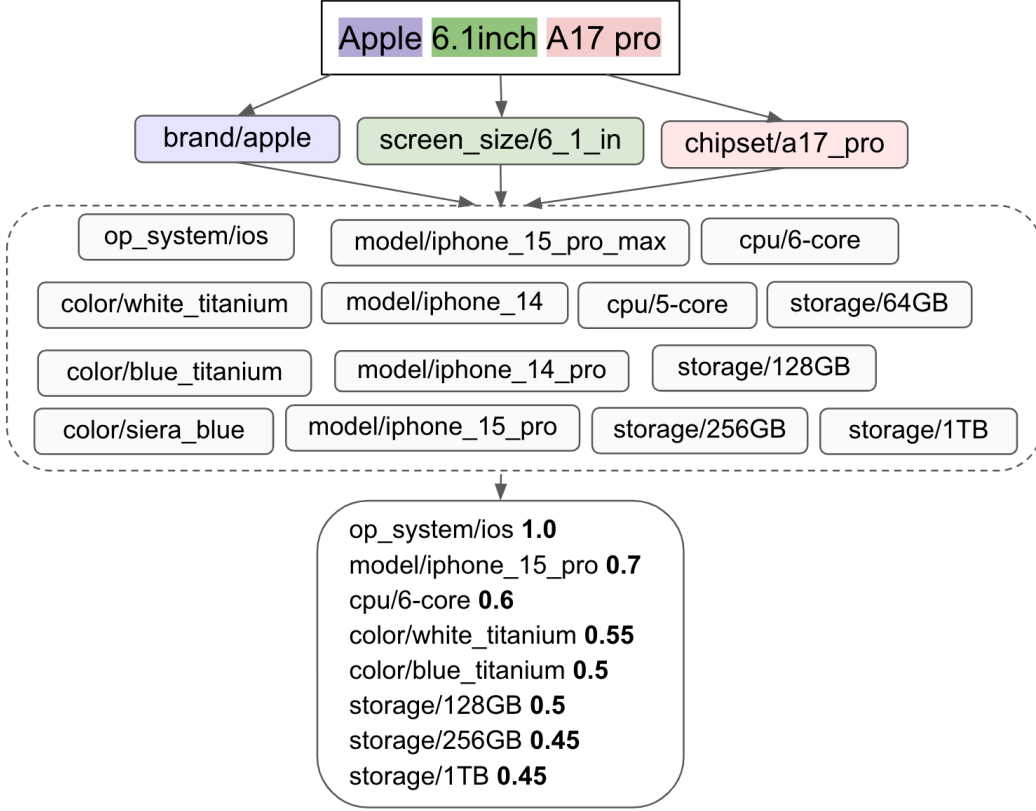 Apple 6.1inch A17 pro
brand/apple
screen_size/6_1_in
chipset/a17_pro
op_system/ios
model/iphone_15_pro_max
cpu/6-core
color/white_titanium
model/iphone_14
cpu/5-core
storage/64GB
color/blue_titanium
model/iphone_14_pro
storage/128GB
color/siera_blue
model/iphone_15_pro
storage/256GB
storage/1TB
op_system/ios 1.0
model/iphone_15_pro 0.7
cpu/6-core 0.6
color/white_titanium 0.55
color/blue_titanium 0.5
storage/128GB 0.5
storage/256GB 0.45
storage/1TB 0.45